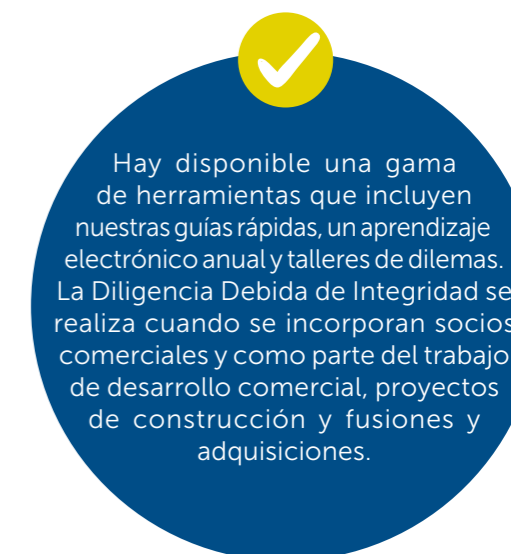 Hay disponible una gama
de herramientas que incluyen
nuestras guías rápidas, un aprendizaje
electrónico anual y talleres de dilemas.
La Diligencia Debida de Integridad se
realiza cuando se incorporan socios
comerciales y como parte del trabajo
de desarrollo comercial, proyectos
de construcción y fusiones y
adquisiciones.